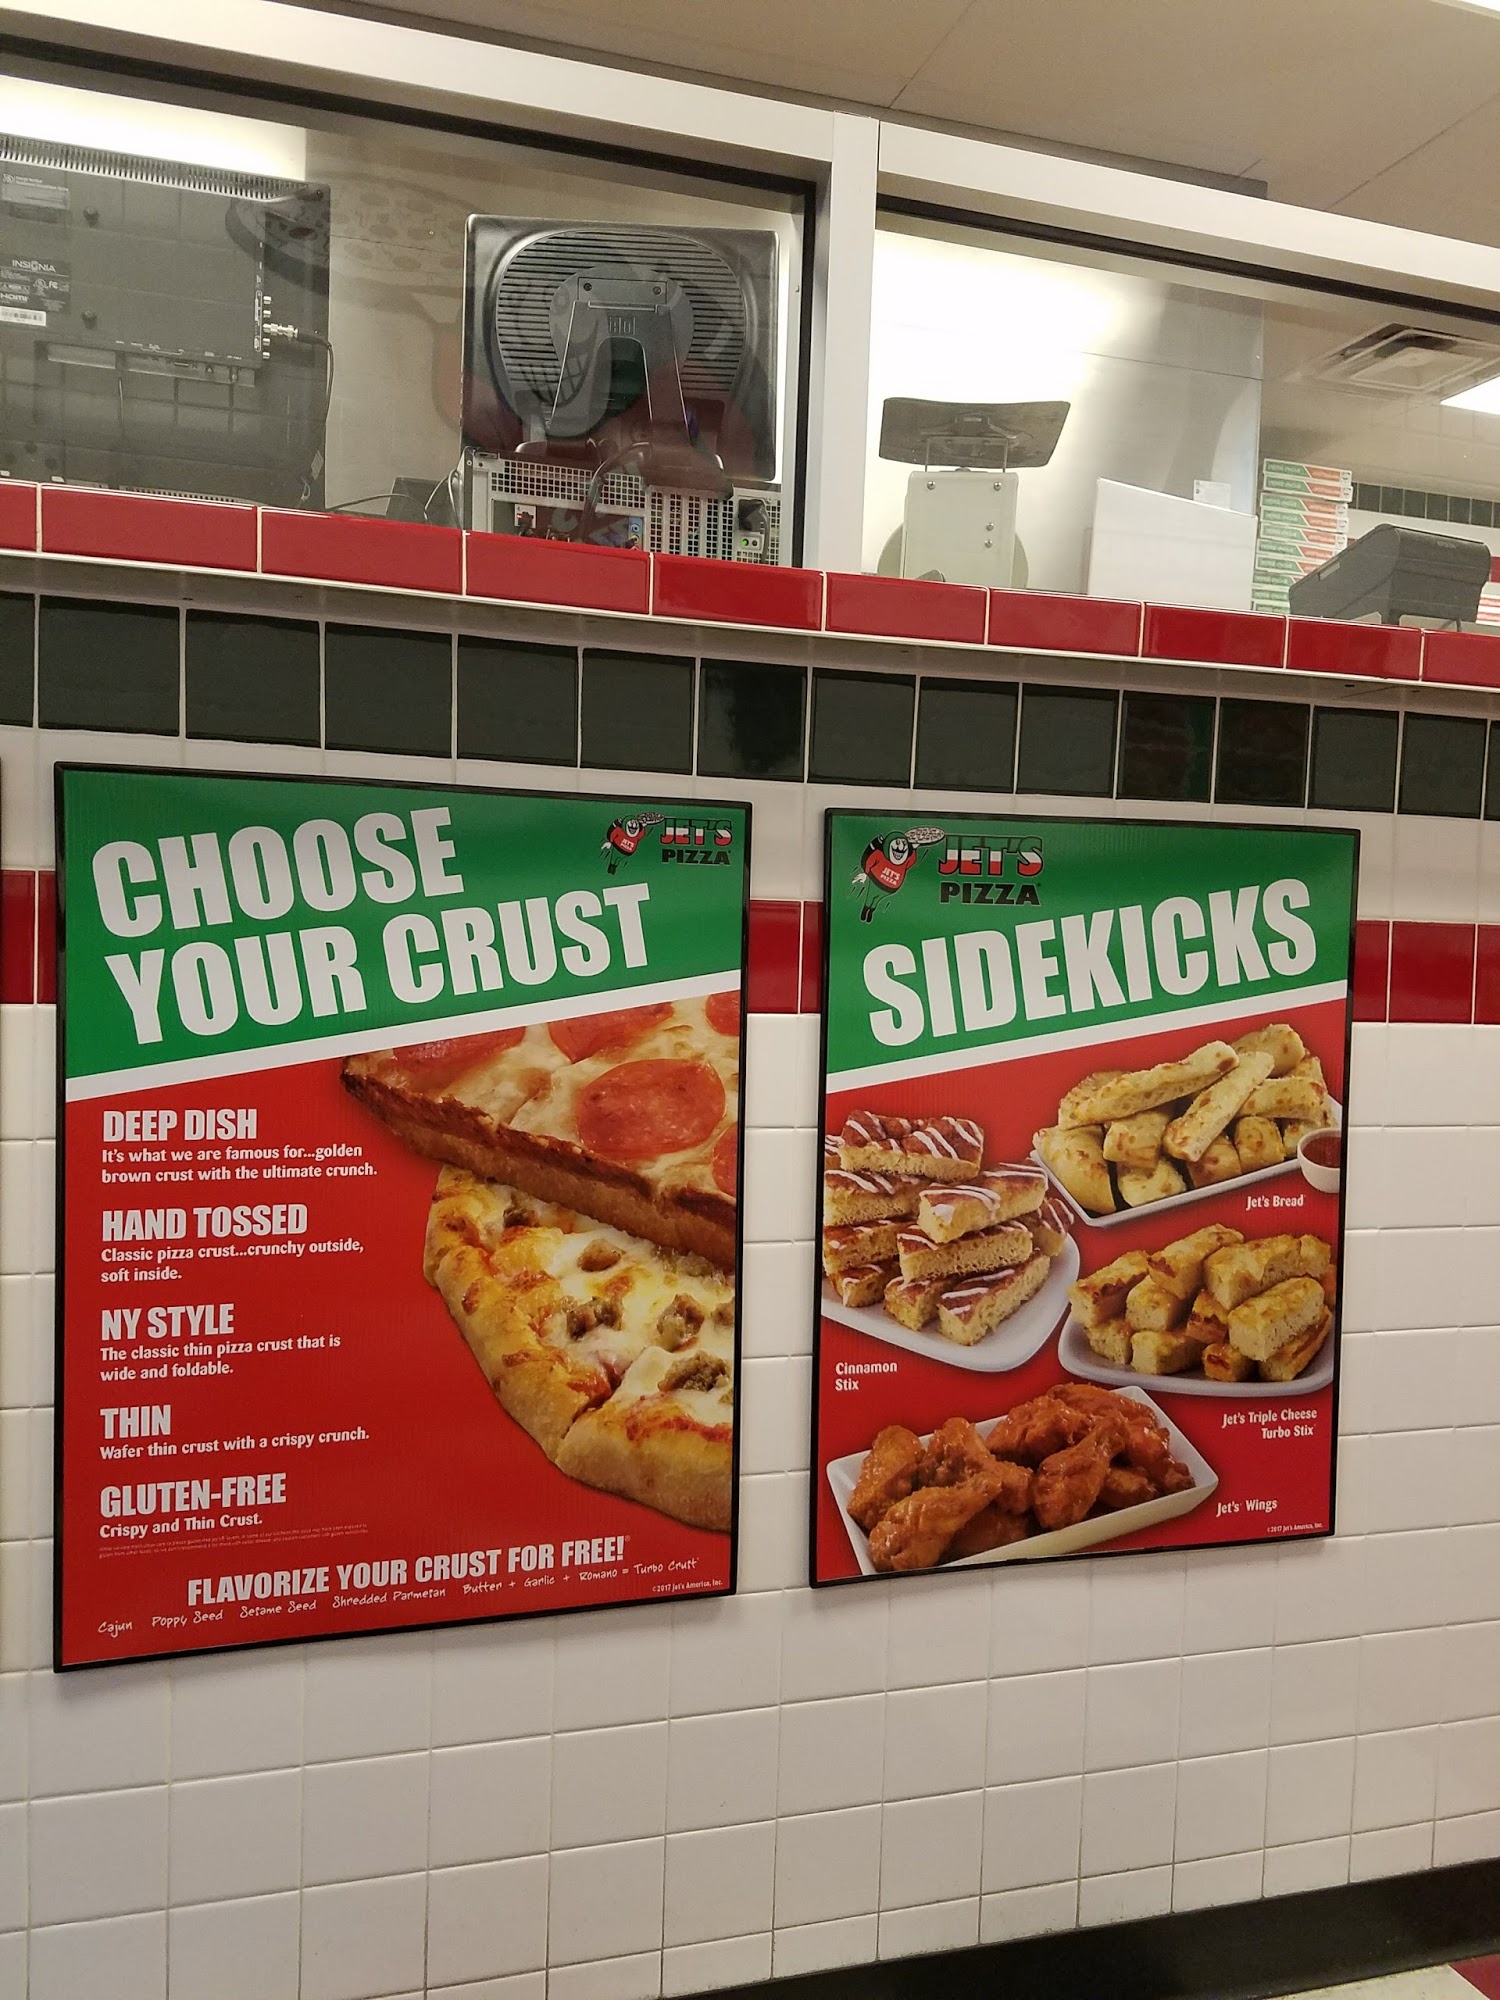 INSIGNIA
HDMI
CHOOSE
YOUR CRUST
JET'S
PIZZA
DEEP DISH
It's what we are famous for...golden
brown crust with the ultimate crunch.
HAND TOSSED
Classic pizza crust...crunchy outside,
soft inside.
NY STYLE
The classic thin pizza crust that is
wide and foldable.
THIN
Wafer thin crust with a crispy crunch.
GLUTEN-FREE
Crispy and Thin Crust.
FLAVORIZE YOUR CRUST FOR FREE!®
Cajun Poppy Seed Sesame Seed Shredded Parmesan Butter + Garlic + Romano = Turbo Crust®
©2017 Jet's America, Inc.
JET'S
PIZZA®
SIDEKICKS
Jet's Bread®
Cinnamon
Stix
Jet's Triple Cheese
Turbo Stix®
Jet's® Wings
©2017 Jet's America, Inc.